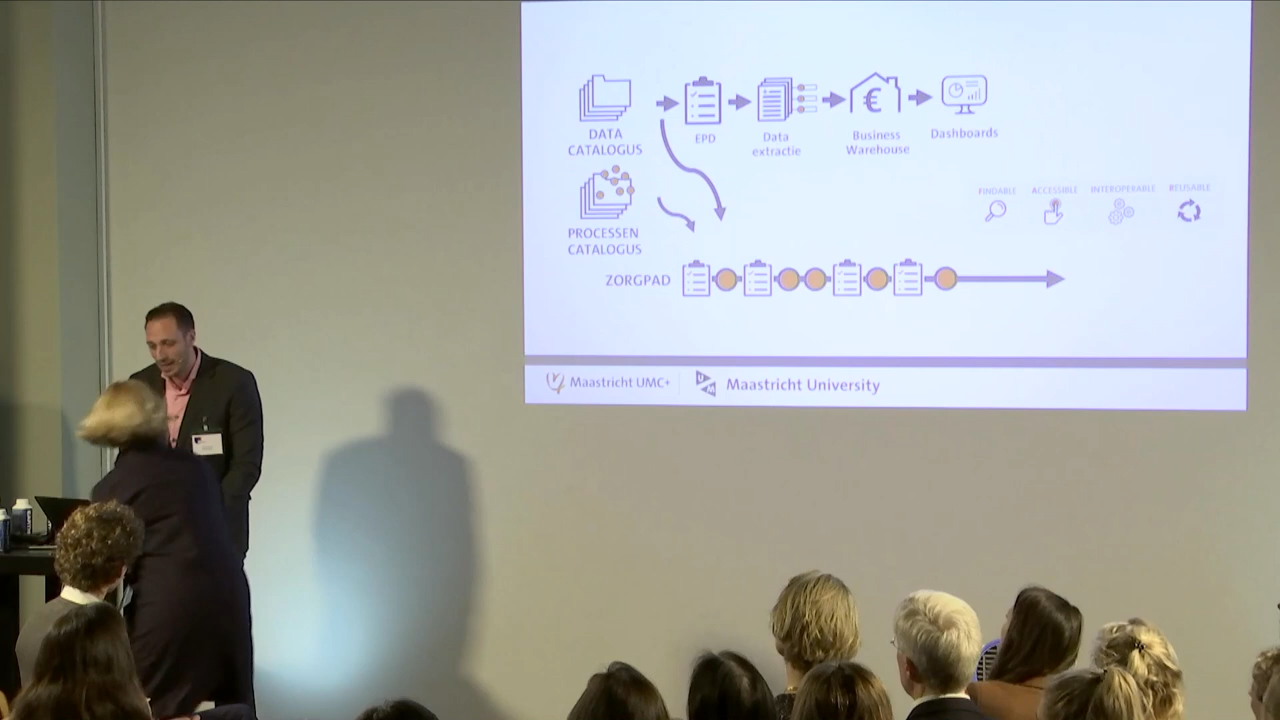 DATA
CATALOGUS
EPD
Data
extractie
Business
Warehouse
Dashboards
PROCESSEN
CATALOGUS
FINDABLE
ACCESSIBLE
INTEROPERABLE
REUSABLE
ZORGPAD
Maastricht UMC+
Maastricht University